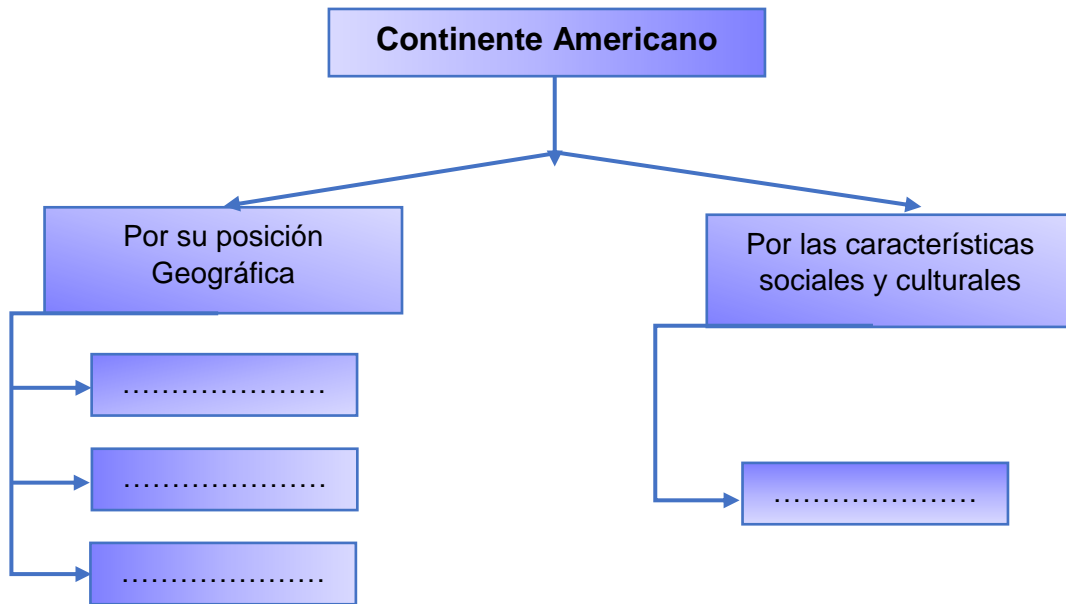 Continente Americano
Por su posición
Geográfica
Por las características
sociales y culturales
.....................
.....................
.....................
.....................